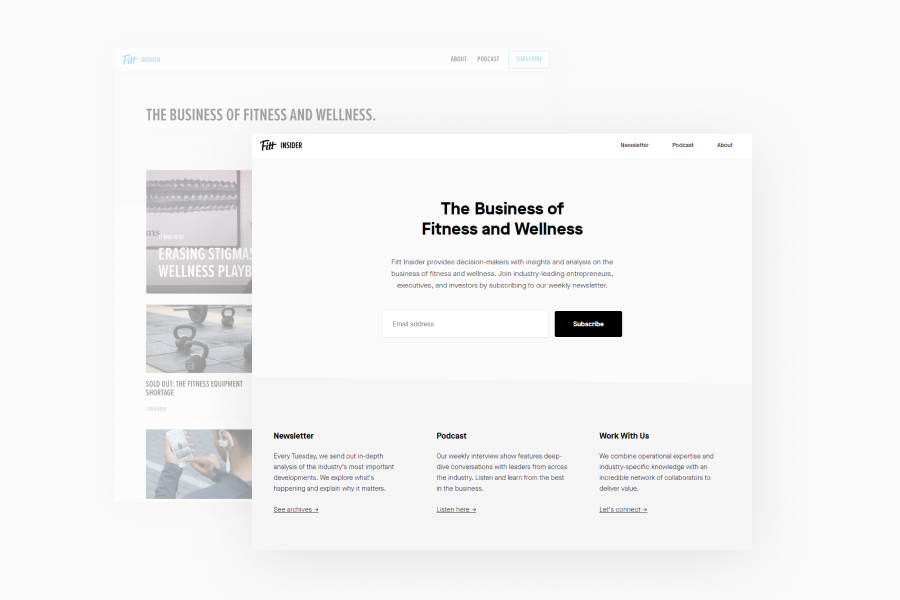 Fitt INSIDER
ABOUT PODCAST SUBSCRIBE
THE BUSINESS OF FITNESS AND WELLNESS.
ERASING STIGMAS
WELLNESS PLAYB
SOLD OUT: THE FITNESS EQUIPMENT
SHORTAGE
Fitt INSIDER
Newsletter Podcast About
The Business of
Fitness and Wellness
Fitt Insider provides decision-makers with insights and analysis on the
business of fitness and wellness. Join industry-leading entrepreneurs,
executives, and investors by subscribing to our weekly newsletter.
Email address Subscribe
Newsletter
Every Tuesday, we send out in-depth
analysis of the industry's most important
developments. We explore what's
happening and explain why it matters.
See archives →
Podcast
Our weekly interview show features deep-
dive conversations with leaders from across
the industry. Listen and learn from the best
in the business.
Listen here →
Work With Us
We combine operational expertise and
industry-specific knowledge with an
incredible network of collaborators to
deliver value.
Let's connect →